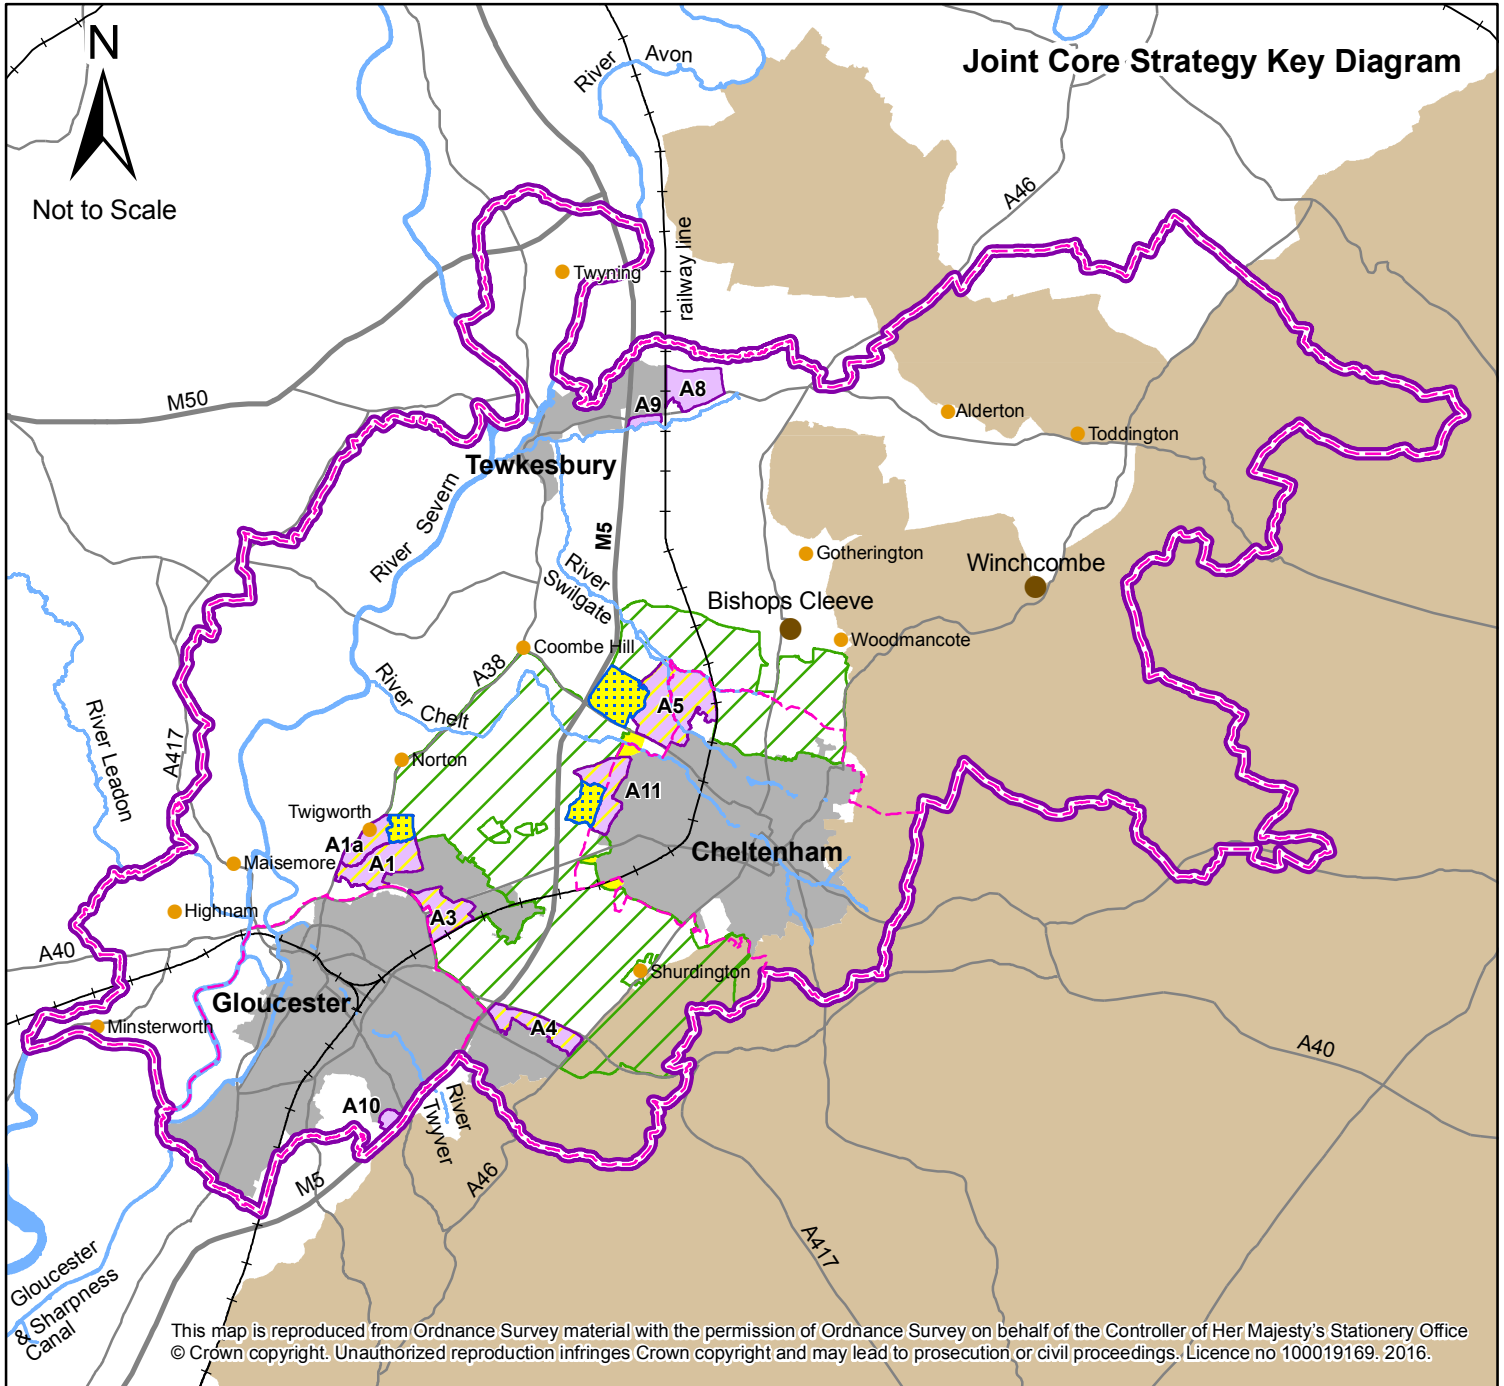 Joint Core Strategy Key Diagram
N
Not to Scale
River
Avon
A46
railway line
Twyning
M50
A8
A9
Alderton
Toddington
Tewkesbury
River Severn
M5
Gotherington
Winchcombe
River
Swilgate
Bishops Cleeve
Woodmancote
Coombe Hill
A38
River
Chelt
A5
River Leadon
A417
Norton
A11
Twigworth
A1a
A1
Maisemore
Cheltenham
Highnam
A3
A40
Shurdington
Gloucester
Minsterworth
A4
A40
A10
River
Twyver
M5
A46
A417
Gloucester
& Sharpness
Canal
This map is reproduced from Ordnance Survey material with the permission of Ordnance Survey on behalf of the Controller of Her Majesty's Stationery Office
© Crown copyright. Unauthorized reproduction infringes Crown copyright and may lead to prosecution or civil proceedings. Licence no 100019169. 2016.